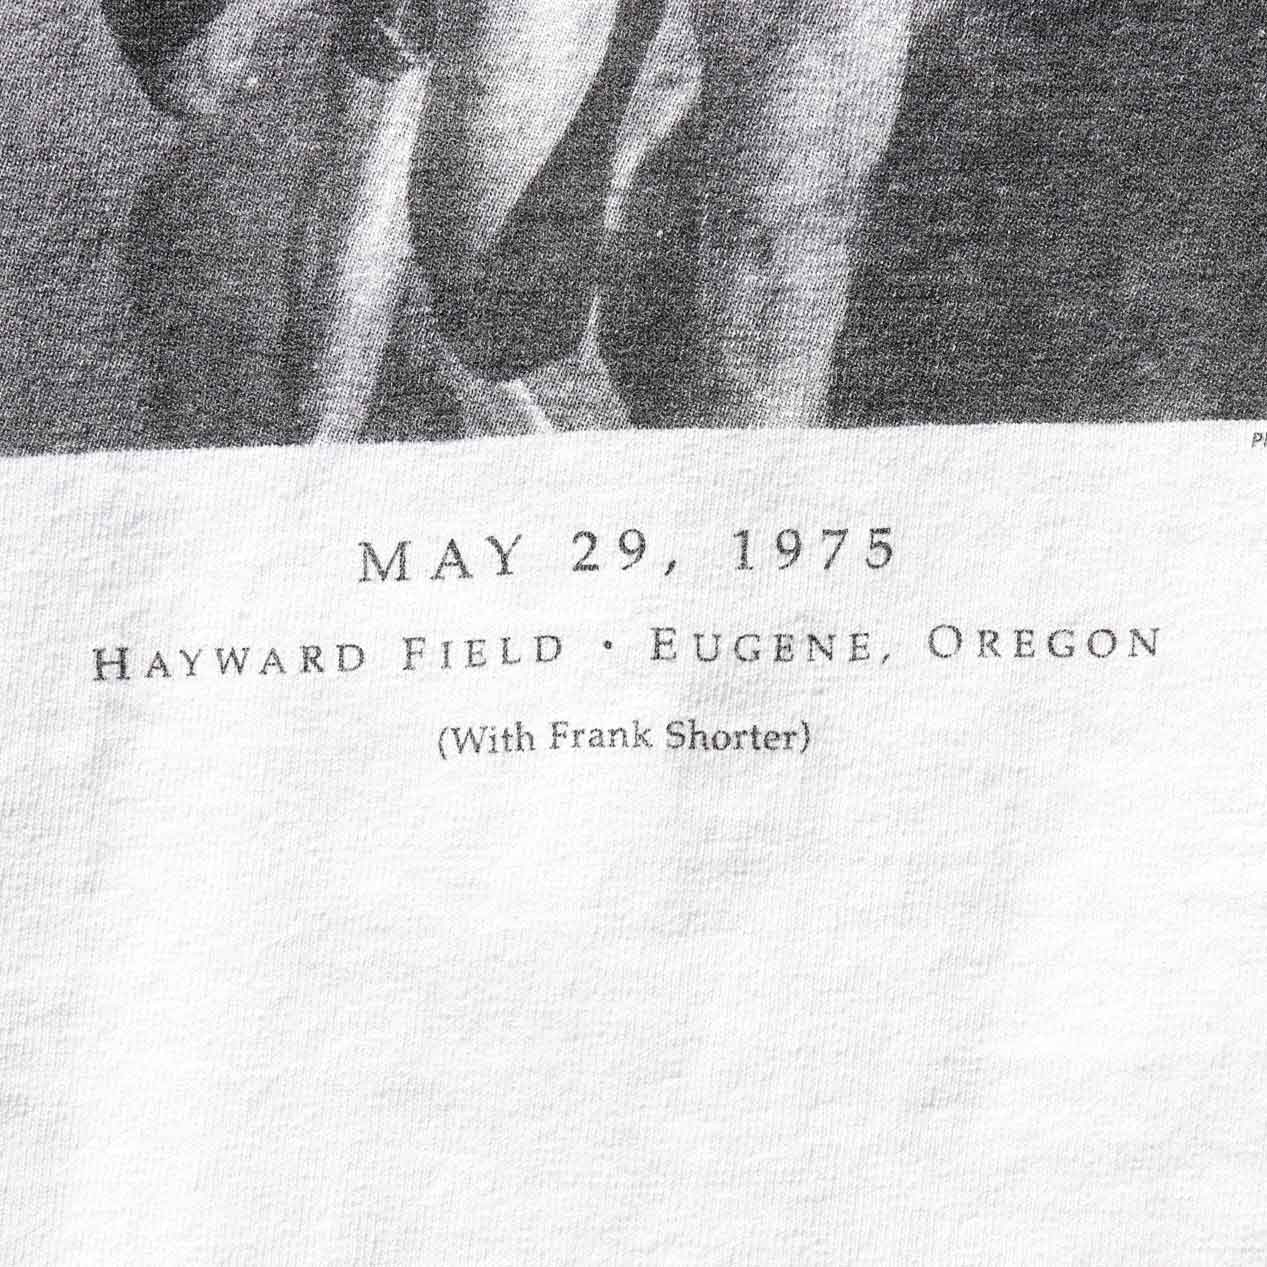 MAY 29, 1975
HAYWARD FIELD • EUGENE, OREGON
(With Frank Shorter)